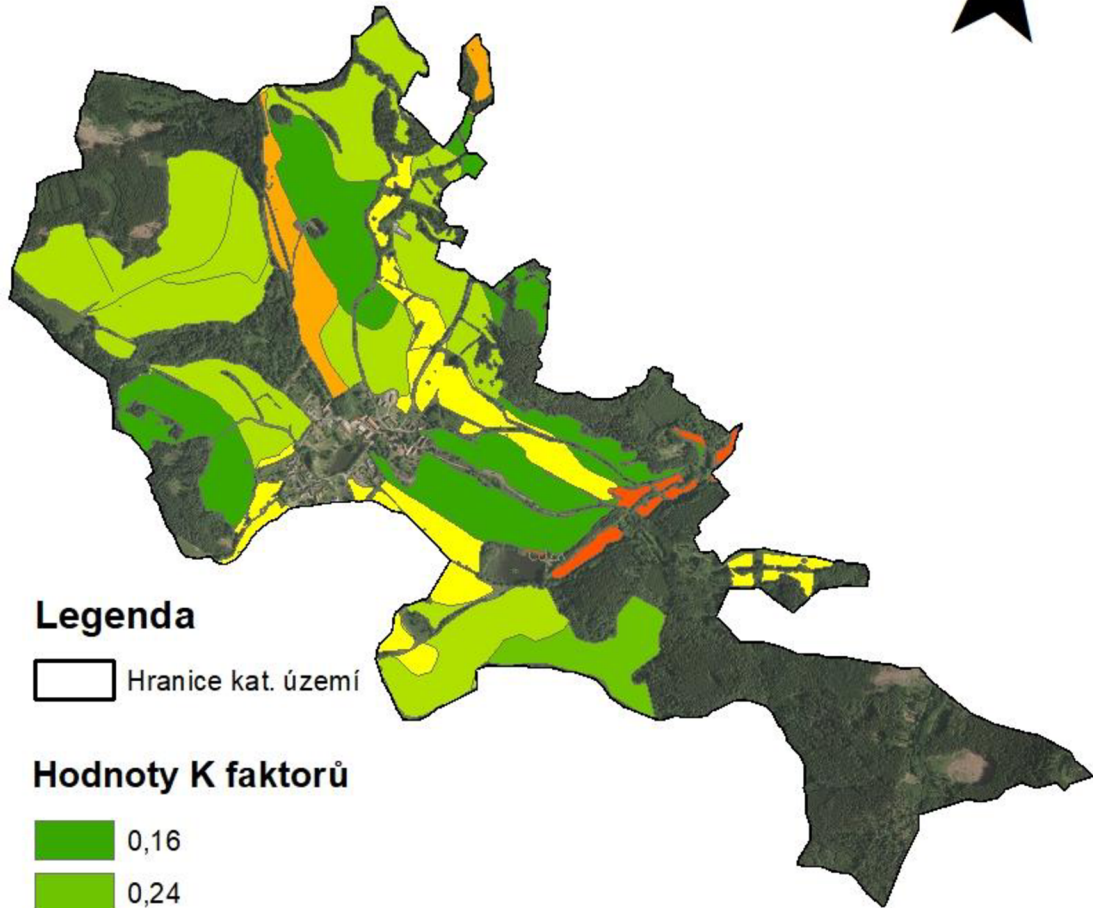 Legenda
Hranice kat. území
Hodnoty K faktorů
0,16
0,24